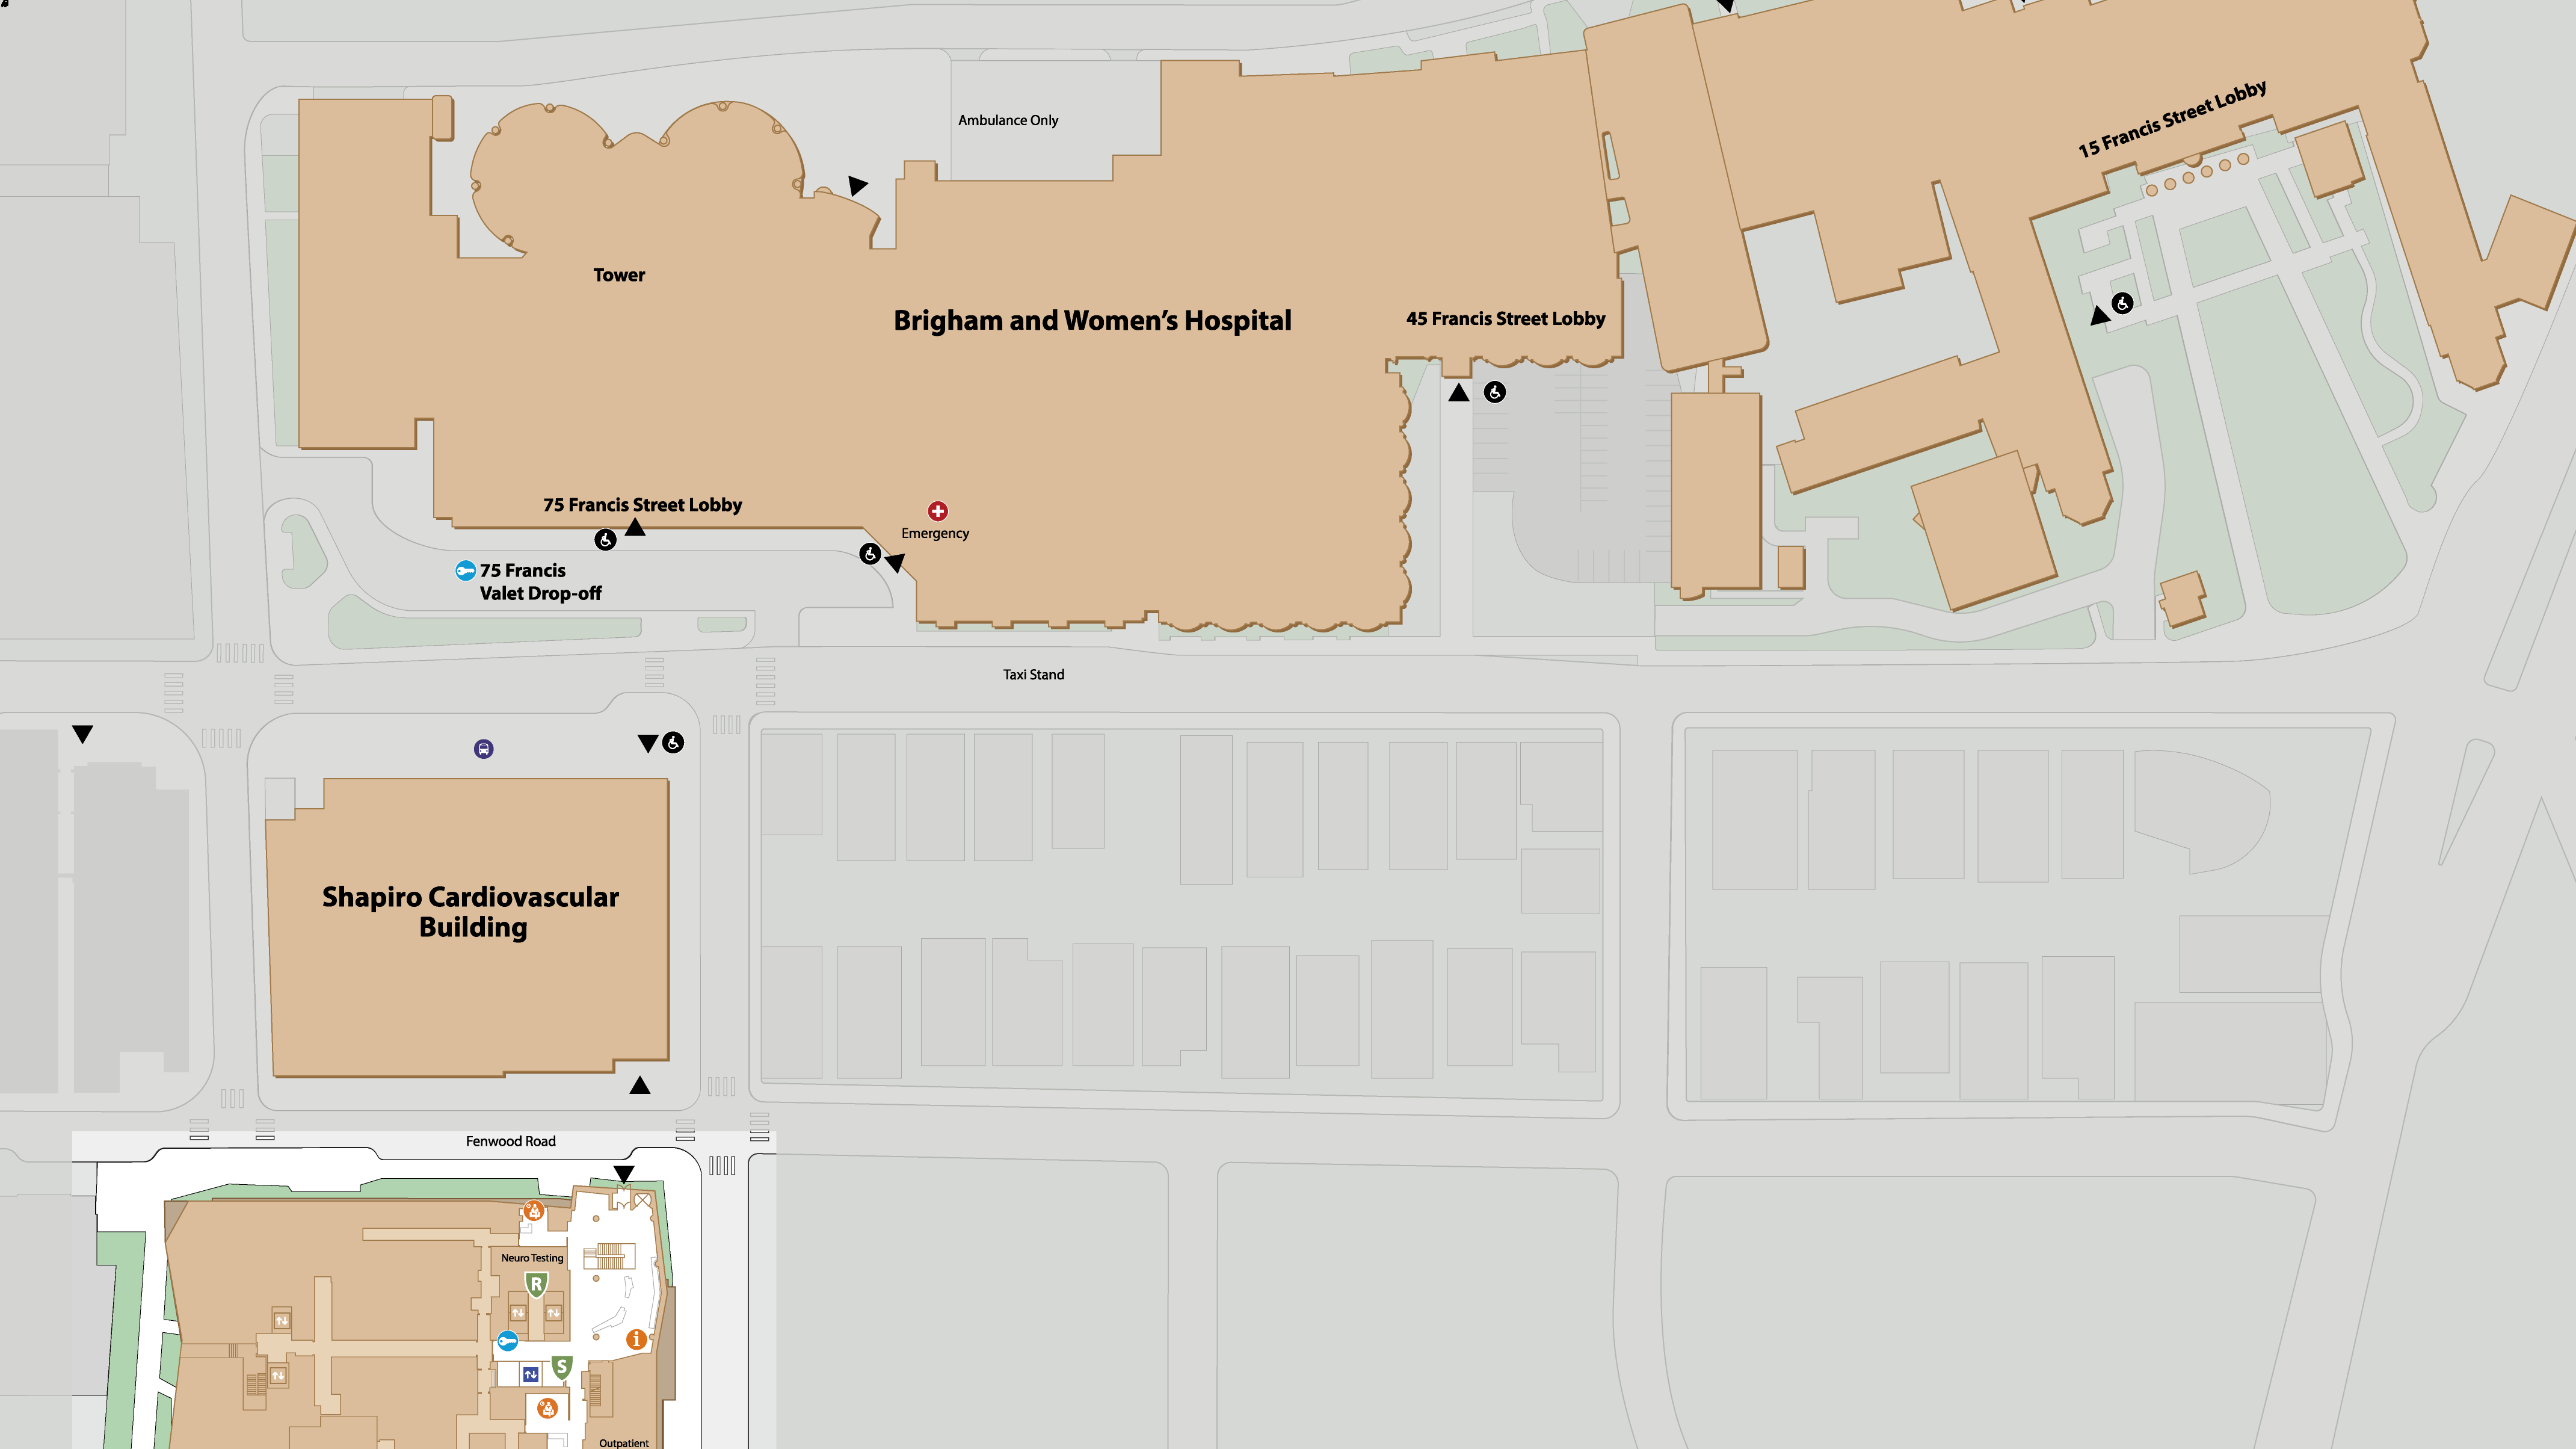 Ambulance Only
15 Francis Street Lobby
Tower
Brigham and Women's Hospital
45 Francis Street Lobby
75 Francis Street Lobby
Emergency
75 Francis
Valet Drop-off
Taxi Stand
Shapiro Cardiovascular
Building
Fenwood Road
Neuro Testing
R
i
S
Outpatient